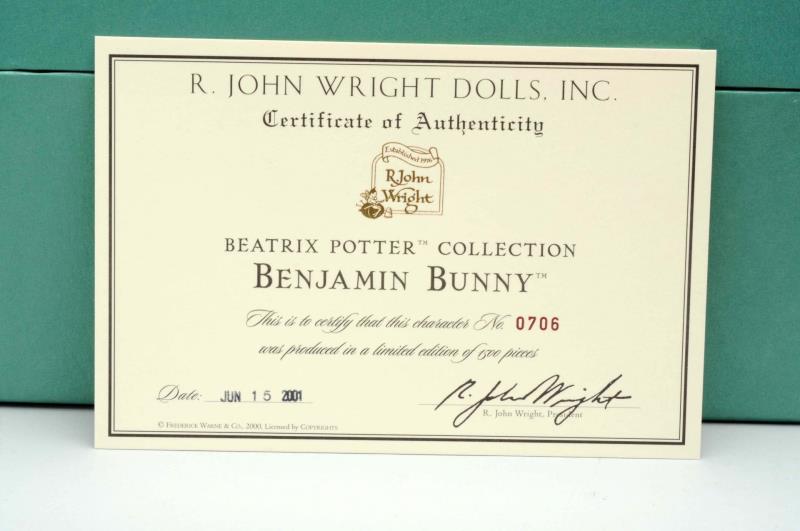 R. JOHN WRIGHT DOLLS, INC.
Certificate of Authenticity
Established 1976
R. John
Wright
BEATRIX POTTER™ COLLECTION
BENJAMIN BUNNY™
This is to certify that this character No. 0706
was produced in a limited edition of 1500 pieces
Date: JUN 15 2001
R. John Wright
R. John Wright, President
© FREDERICK WARNE & CO., 2000. Licensed by COPYRIGHTS